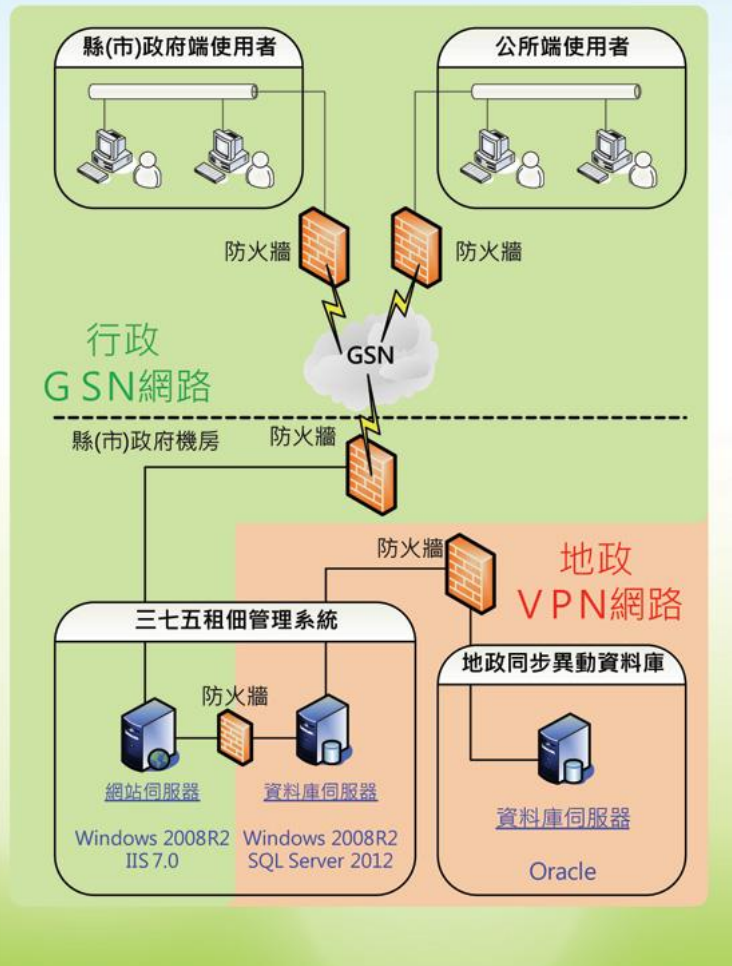 縣(市)政府端使用者
公所端使用者
防火牆
防火牆
GSN
行政
GSN網路
縣(市)政府機房
防火牆
防火牆
地政
VPN網路
三七五租佃管理系統
地政同步異動資料庫
防火牆
網站伺服器
資料庫伺服器
資料庫伺服器
Windows 2008R2
IIS 7.0
Windows 2008R2
SQL Server 2012
Oracle